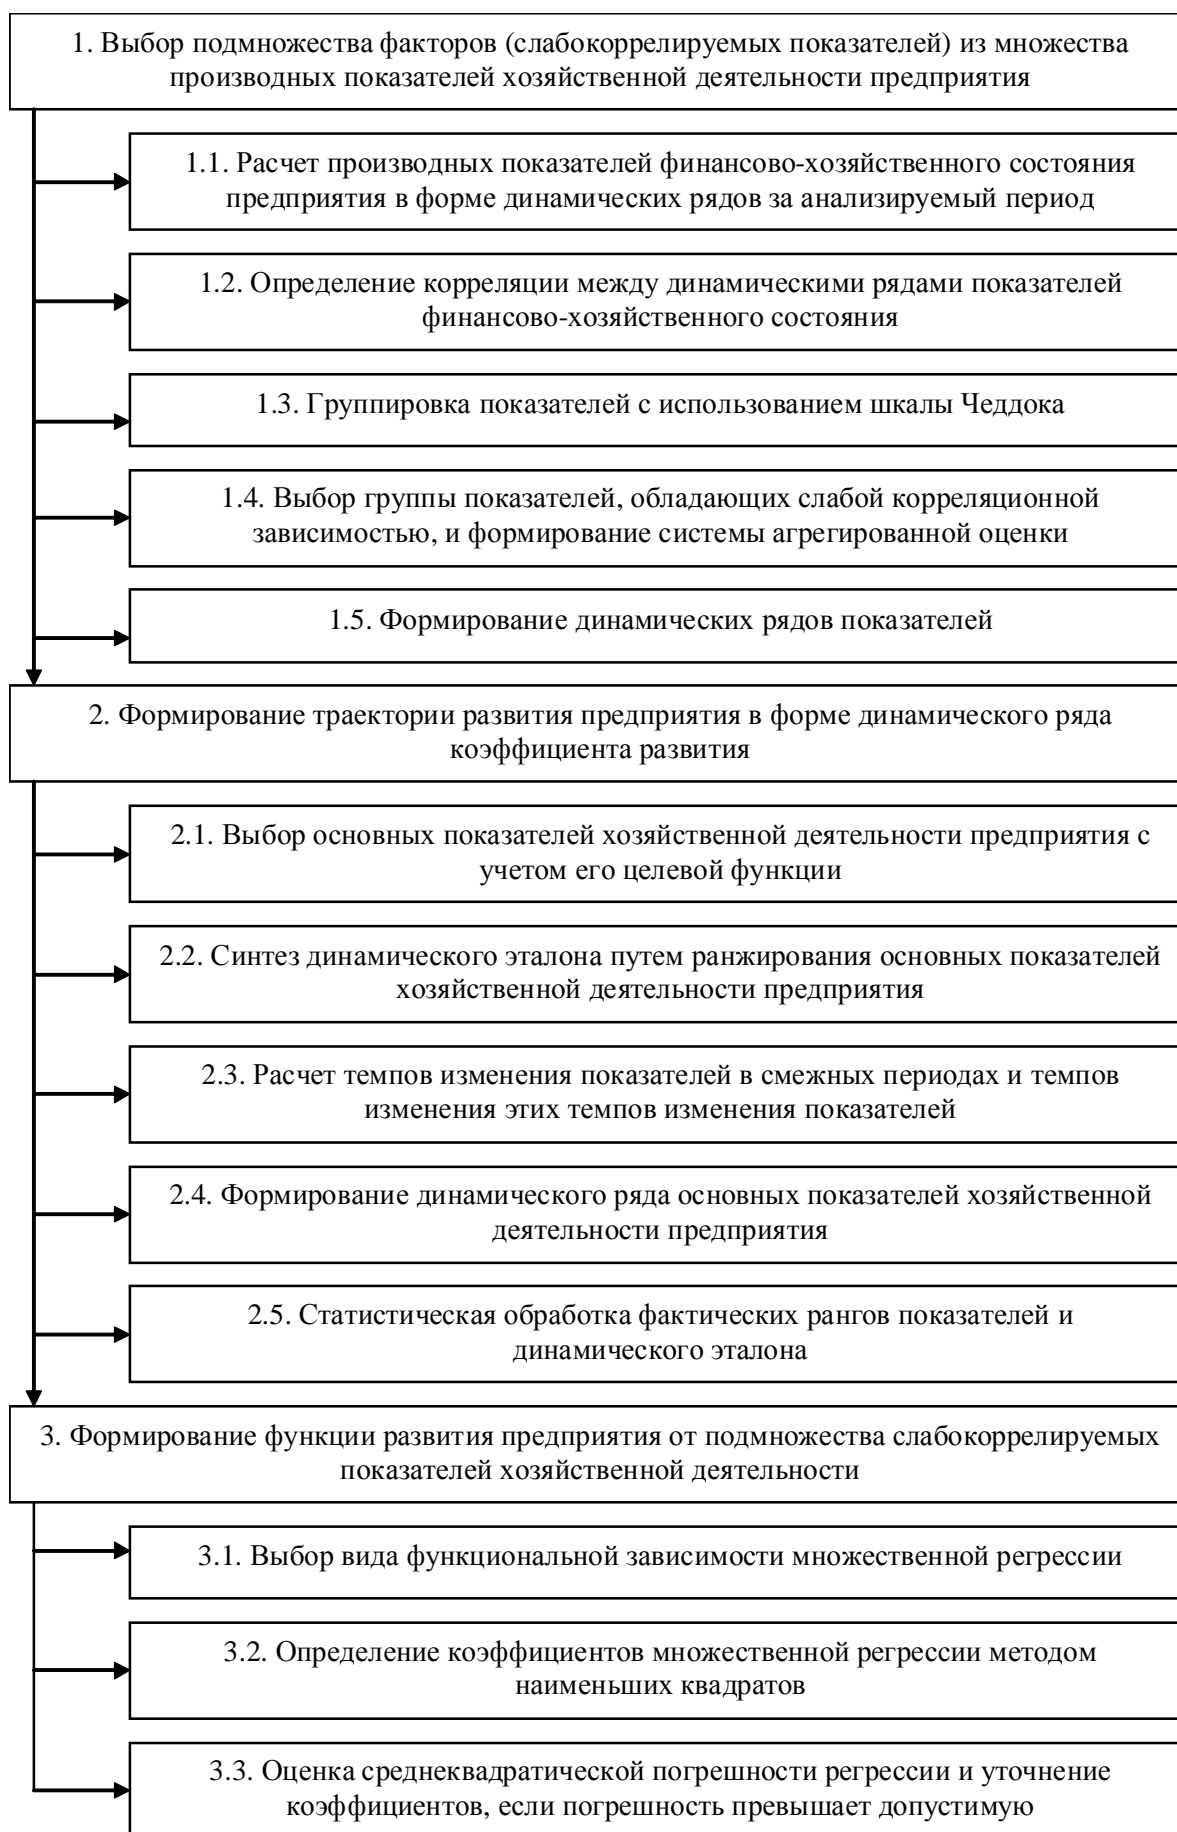 1. Выбор подмножества факторов (слабокоррелируемых показателей) из множества
производных показателей хозяйственной деятельности предприятия
1.1. Расчет производных показателей финансово-хозяйственного состояния
предприятия в форме динамических рядов за анализируемый период
1.2. Определение корреляции между динамическими рядами показателей
финансово-хозяйственного состояния
1.3. Группировка показателей с использованием шкалы Чеддока
1.4. Выбор группы показателей, обладающих слабой корреляционной
зависимостью, и формирование системы агрегированной оценки
1.5. Формирование динамических рядов показателей
2. Формирование траектории развития предприятия в форме динамического ряда
коэффициента развития
2.1. Выбор основных показателей хозяйственной деятельности предприятия с
учетом его целевой функции
2.2. Синтез динамического эталона путем ранжирования основных показателей
хозяйственной деятельности предприятия
2.3. Расчет темпов изменения показателей в смежных периодах и темпов
изменения этих темпов изменения показателей
2.4. Формирование динамического ряда основных показателей хозяйственной
деятельности предприятия
2.5. Статистическая обработка фактических рангов показателей и
динамического эталона
3. Формирование функции развития предприятия от подмножества слабокоррелируемых
показателей хозяйственной деятельности
3.1. Выбор вида функциональной зависимости множественной регрессии
3.2. Определение коэффициентов множественной регрессии методом
наименьших квадратов
3.3. Оценка среднеквадратической погрешности регрессии и уточнение
коэффициентов, если погрешность превышает допустимую